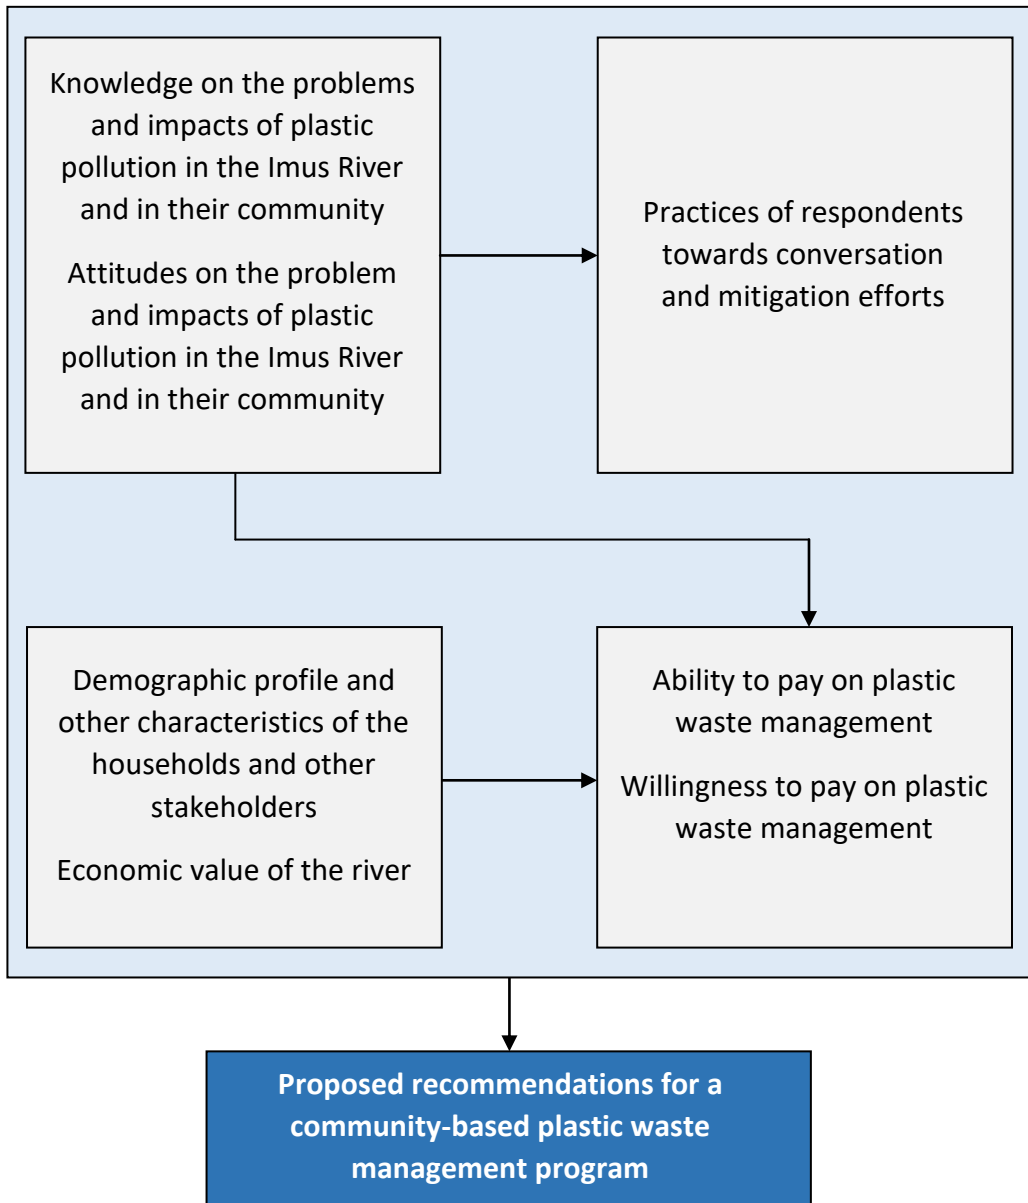 Knowledge on the problems
and impacts of plastic
pollution in the Imus River
and in their community
Attitudes on the problem
and impacts of plastic
pollution in the Imus River
and in their community
Practices of respondents
towards conversation
and mitigation efforts
Demographic profile and
other characteristics of the
households and other
stakeholders
Economic value of the river
Ability to pay on plastic
waste management
Willingness to pay on plastic
waste management
Proposed recommendations for a
community-based plastic waste
management program